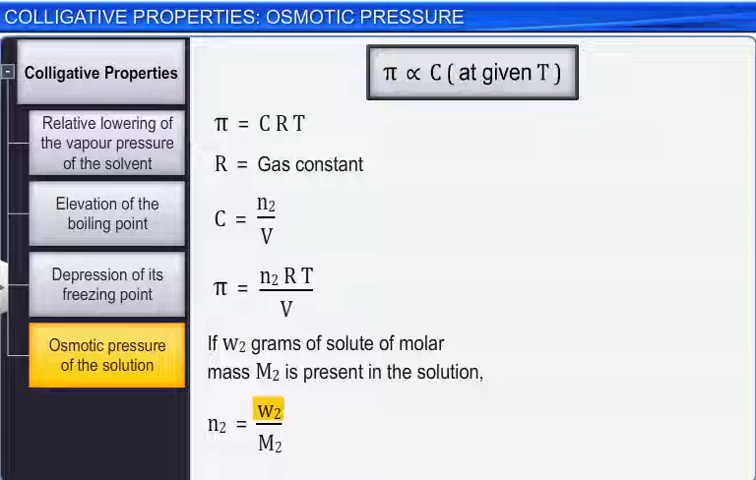 COLLIGATIVE PROPERTIES: OSMOTIC PRESSURE
Colligative Properties
Relative lowering of
the vapour pressure
of the solvent
Elevation of the
boiling point
Depression of its
freezing point
Osmotic pressure
of the solution
π ∝ C ( at given T )
π = C R T
R = Gas constant
C = n₂ / V
π = n₂ R T / V
If w₂ grams of solute of molar
mass M₂ is present in the solution,
n₂ = w₂ / M₂